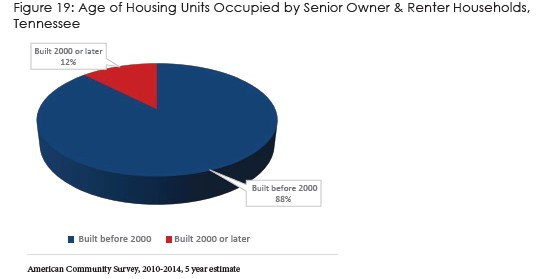 Figure 19: Age of Housing Units Occupied by Senior Owner & Renter Households,
Tennessee
Built 2000 or later
12%
Built before 2000
88%
Built before 2000
Built 2000 or later
American Community Survey, 2010-2014, 5 year estimate